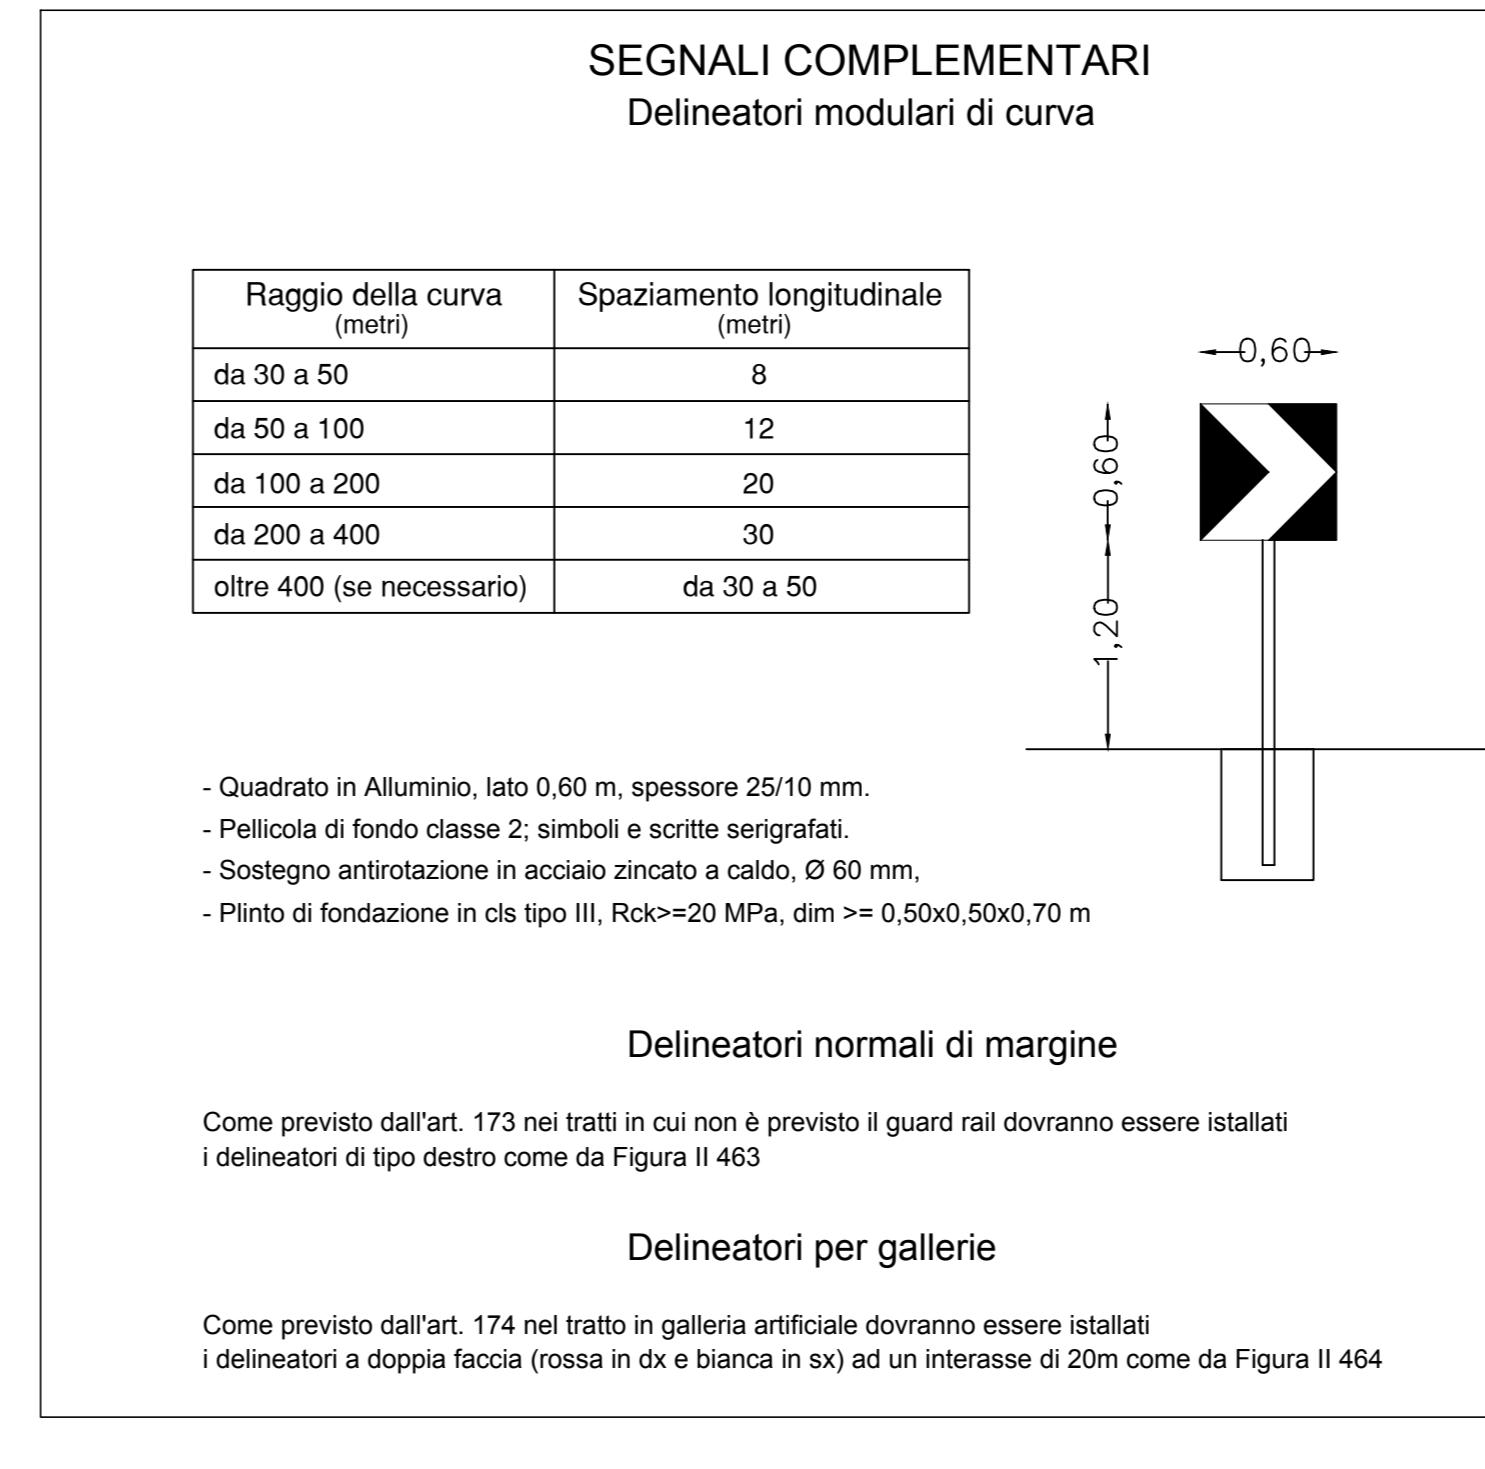 SEGNALI COMPLEMENTARI
Delineatori modulari di curva
Raggio della curva Spaziamento longitudinale
(metri) (metri)
da 30 a 50 8
da 50 a 100 12
da 100 a 200 20
da 200 a 400 30
oltre 400 (se necessario) da 30 a 50
0,60
0,60
1,20
- Quadrato in Alluminio, lato 0,60 m, spessore 25/10 mm.
- Pellicola di fondo classe 2; simboli e scritte serigrafati.
- Sostegno antirotazione in acciaio zincato a caldo, Ø 60 mm,
- Plinto di fondazione in cls tipo III, Rck>=20 MPa, dim >= 0,50x0,50x0,70 m
Delineatori normali di margine
Come previsto dall'art. 173 nei tratti in cui non è previsto il guard rail dovranno essere istallati
i delineatori di tipo destro come da Figura II 463
Delineatori per gallerie
Come previsto dall'art. 174 nel tratto in galleria artificiale dovranno essere istallati
i delineatori a doppia faccia (rossa in dx e bianca in sx) ad un interasse di 20m come da Figura II 464